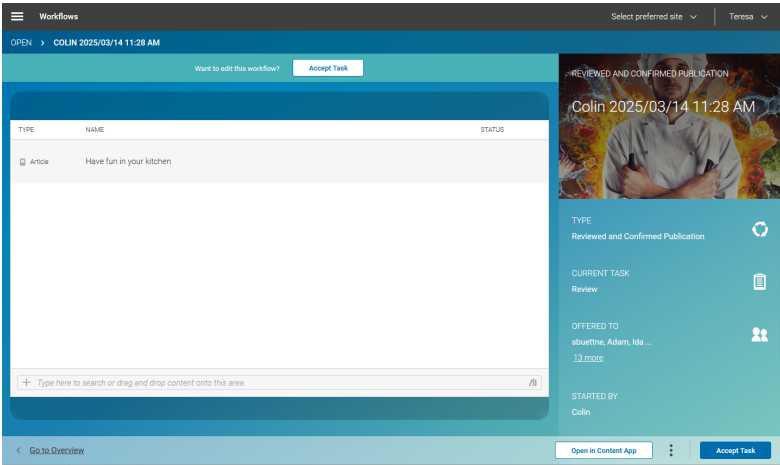 Workflows
Select preferred site
Teresa
OPEN > COLIN 2025/03/14 11:28 AM
Want to edit this workflow?
Accept Task
REVIEWED AND CONFIRMED PUBLICATION
Colin 2025/03/14 11:28 AM
TYPE NAME STATUS
Article Have fun in your kitchen
TYPE
Reviewed and Confirmed Publication
CURRENT TASK
Review
OFFERED TO
sbuettne, Adam, Ida ...
13 more
STARTED BY
Colin
Type here to search or drag and drop content onto this area.
Go to Overview
Open in Content App
Accept Task